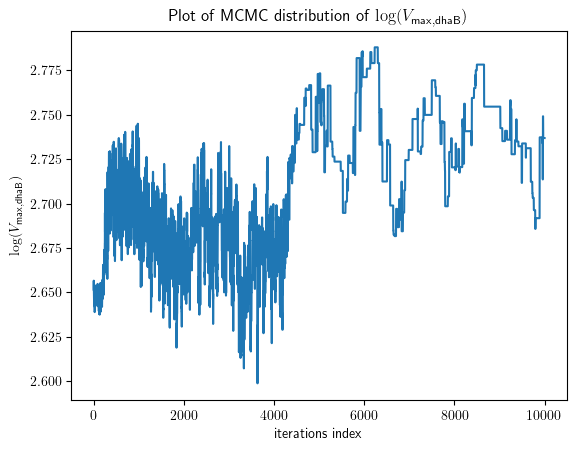 Plot of MCMC distribution of log(V_max,dhaB)
log(V_max,dhaB)
2.775
2.750
2.725
2.700
2.675
2.650
2.625
2.600
0 2000 4000 6000 8000 10000
iterations index